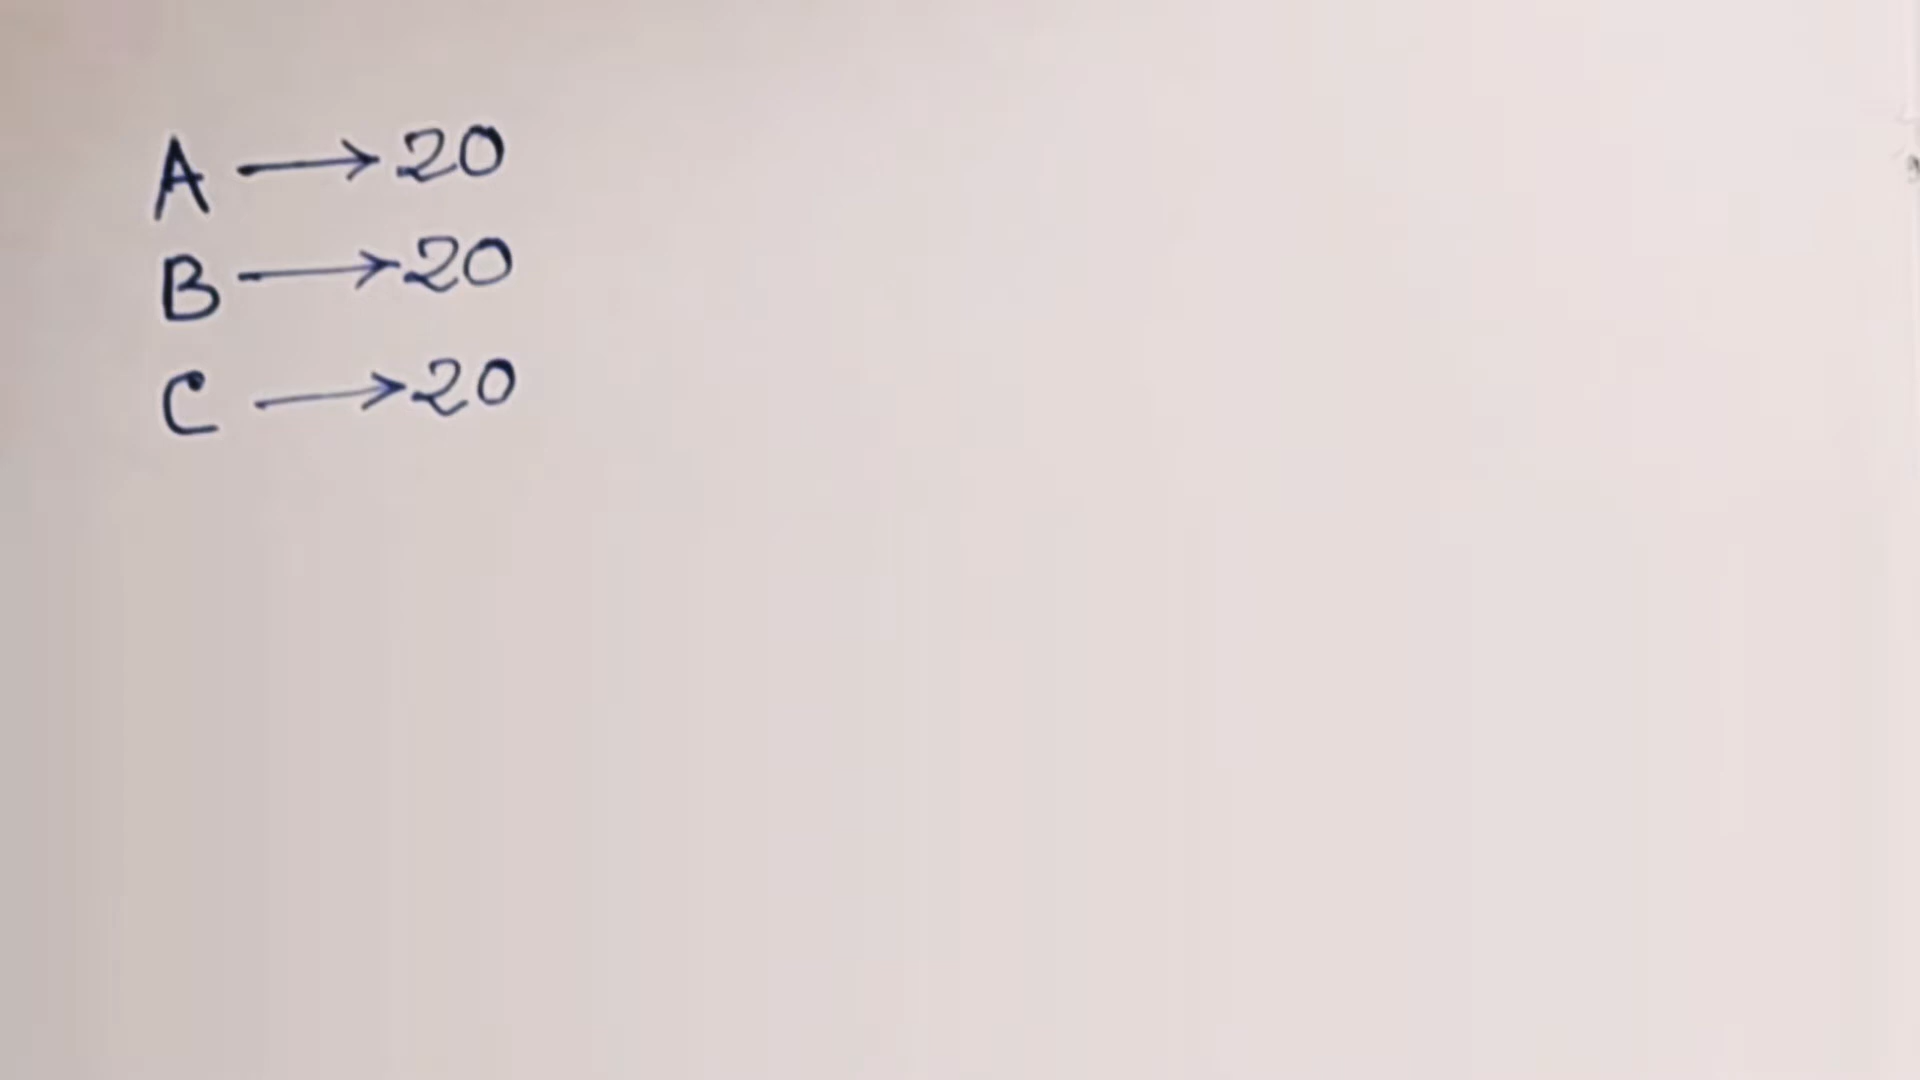 A → 20
B → 20
C → 20